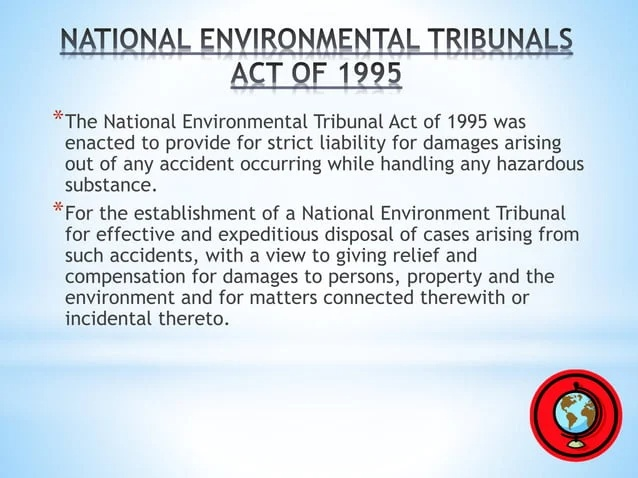 NATIONAL ENVIRONMENTAL TRIBUNALS
ACT OF 1995
*The National Environmental Tribunal Act of 1995 was
enacted to provide for strict liability for damages arising
out of any accident occurring while handling any hazardous
substance.
*For the establishment of a National Environment Tribunal
for effective and expeditious disposal of cases arising from
such accidents, with a view to giving relief and
compensation for damages to persons, property and the
environment and for matters connected therewith or
incidental thereto.